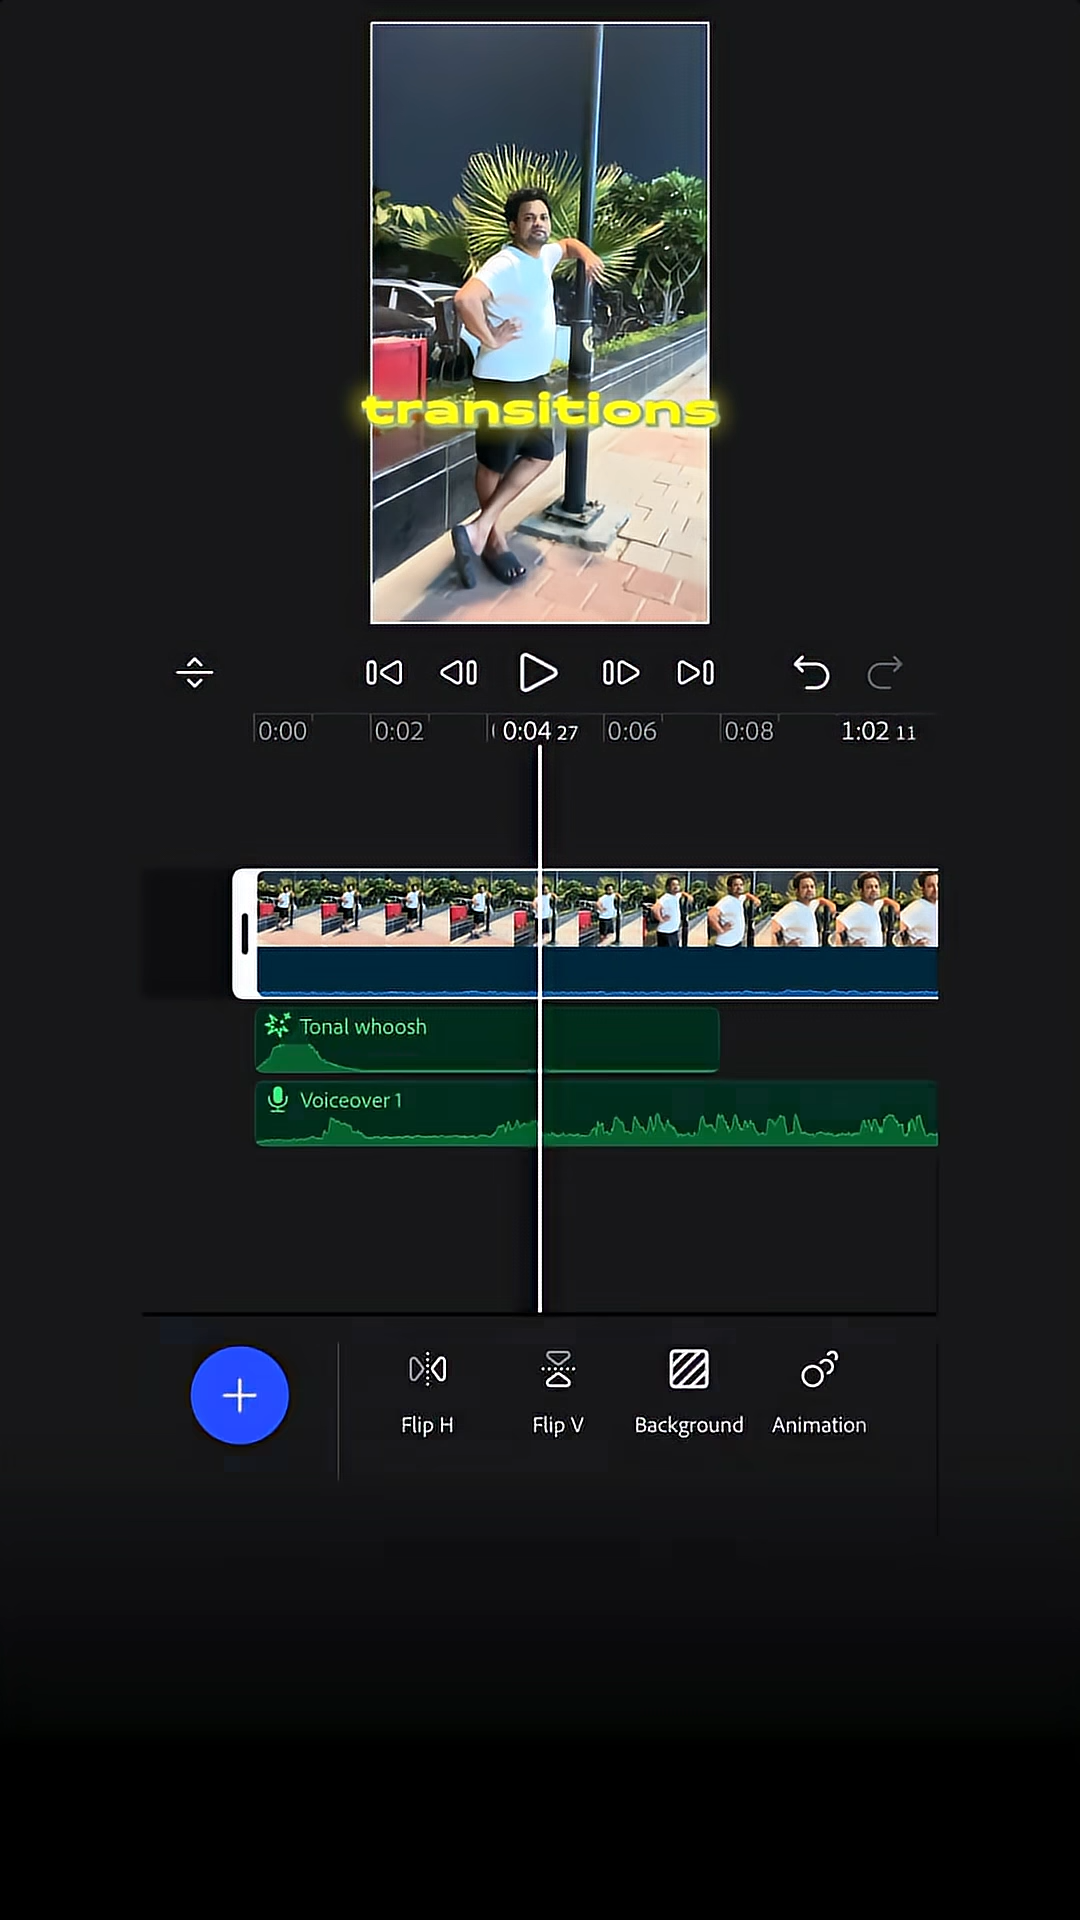 transitions
0:00 0:02 0:04 27 0:06 0:08 1:02 11
Tonal whoosh
Voiceover 1
Flip H Flip V Background Animation